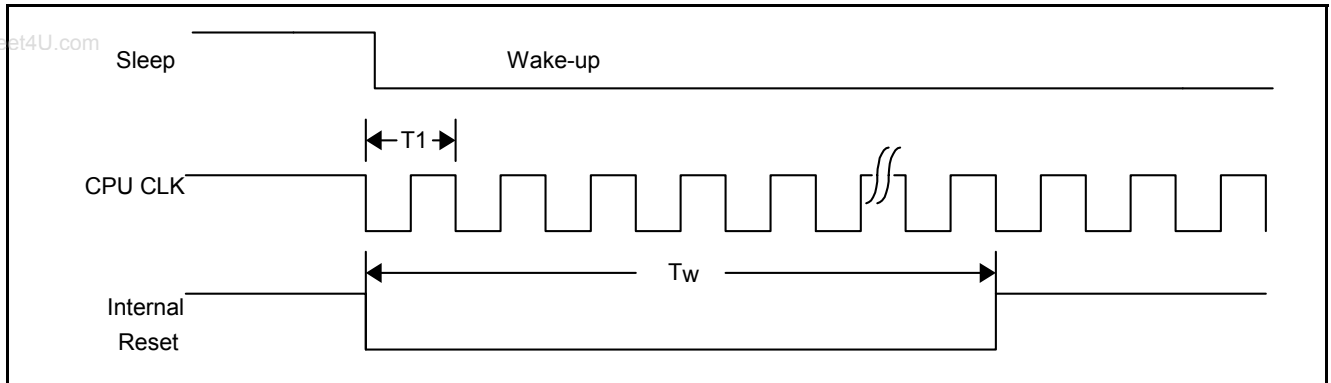 eet4U.com
Sleep
Wake-up
T1
CPU CLK
TW
Internal
Reset